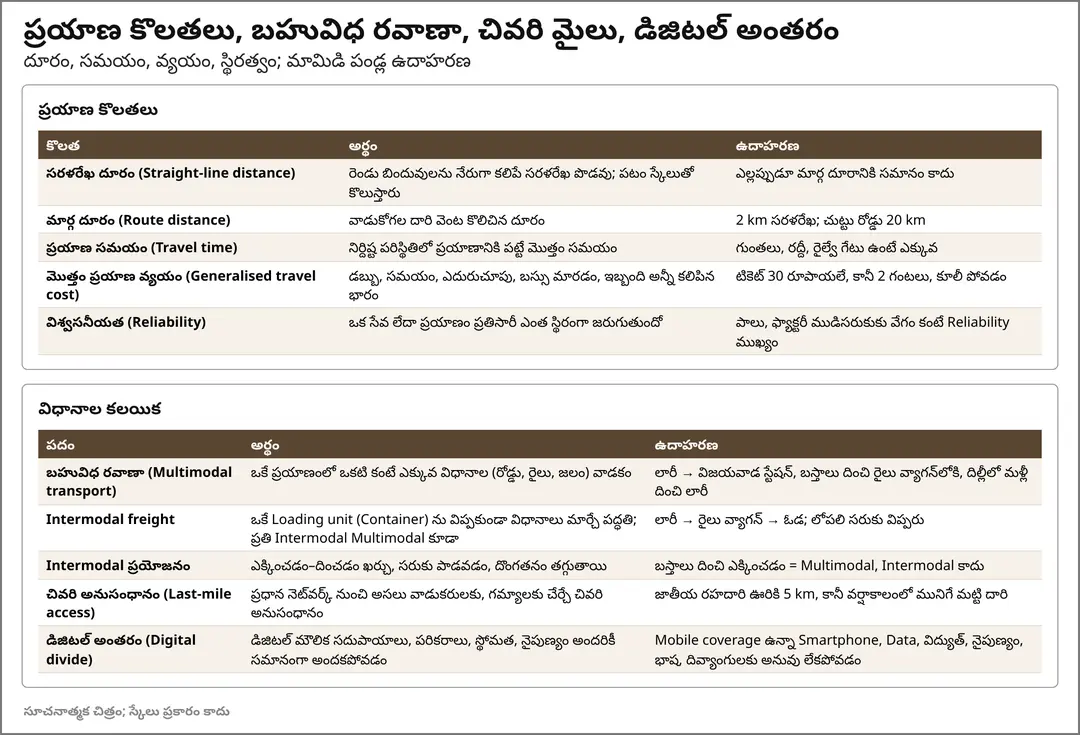 ప్రయాణ కొలతలు, బహువిధ రవాణా, చివరి మైలు, డిజిటల్ అంతరం
దూరం, సమయం, వ్యయం, స్థిరత్వం; మామిడి పండ్ల ఉదాహరణ
ప్రయాణ కొలతలు
కొలత అర్థం ఉదాహరణ
సరళరేఖ దూరం (Straight-line distance) రెండు బిందువులను నేరుగా కలిపే సరళరేఖ పొడవు; పటం స్కేలుతో ఎల్లప్పుడూ మార్గ దూరానికి సమానం కాదు
కొలుస్తారు
మార్గ దూరం (Route distance) వాడుకోగల దారి వెంట కొలిచిన దూరం 2 km సరళరేఖ; చుట్టు రోడ్డు 20 km
ప్రయాణ సమయం (Travel time) నిర్దిష్ట పరిస్థితిలో ప్రయాణానికి పట్టే మొత్తం సమయం గుంతలు, రద్దీ, రైల్వే గేటు ఉంటే ఎక్కువ
మొత్తం ప్రయాణ వ్యయం (Generalised travel డబ్బు, సమయం, ఎదురుచూపు, బస్సు మారడం, ఇబ్బంది అన్నీ కలిపిన టికెట్ 30 రూపాయలే, కానీ 2 గంటలు, కూలీ పోవడం
cost) భారం
విశ్వసనీయత (Reliability) ఒక సేవ లేదా ప్రయాణం ప్రతిసారీ ఎంత స్థిరంగా జరుగుతుందో పాలు, ఫ్యాక్టరీ ముడిసరుకుకు వేగం కంటే Reliability
ముఖ్యం
విధానాల కలయిక
పదం అర్థం ఉదాహరణ
బహువిధ రవాణా (Multimodal ఒకే ప్రయాణంలో ఒకటి కంటే ఎక్కువ విధానాల (రోడ్డు, రైలు, జలం) వాడకం లారీ → విజయవాడ స్టేషన్, బస్తాలు దించి రైలు వ్యాగన్‌లోకి, దిల్లీలో మళ్లీ
transport) దించి లారీ
Intermodal freight ఒకే Loading unit (Container) ను విప్పకుండా విధానాలు మార్చే పద్ధతి; లారీ → రైలు వ్యాగన్ → ఓడ; లోపలి సరుకు విప్పరు
ప్రతి Intermodal Multimodal కూడా
Intermodal ప్రయోజనం ఎక్కించడం–దించడం ఖర్చు, సరుకు పాడవడం, దొంగతనం తగ్గుతాయి బస్తాలు దించి ఎక్కించడం = Multimodal, Intermodal కాదు
చివరి అనుసంధానం (Last-mile ప్రధాన నెట్‌వర్క్ నుంచి అసలు వాడుకరులకు, గమ్యాలకు చేర్చే చివరి జాతీయ రహదారి ఊరికి 5 km, కానీ వర్షాకాలంలో మునిగే మట్టి దారి
access) అనుసంధానం
డిజిటల్ అంతరం (Digital డిజిటల్ మౌలిక సదుపాయాలు, పరికరాలు, స్థోమత, నైపుణ్యం అందరికీ Mobile coverage ఉన్నా Smartphone, Data, విద్యుత్, నైపుణ్యం,
divide) సమానంగా అందకపోవడం భాష, దివ్యాంగులకు అనువు లేకపోవడం
సూచనాత్మక చిత్రం; స్కేలు ప్రకారం కాదు